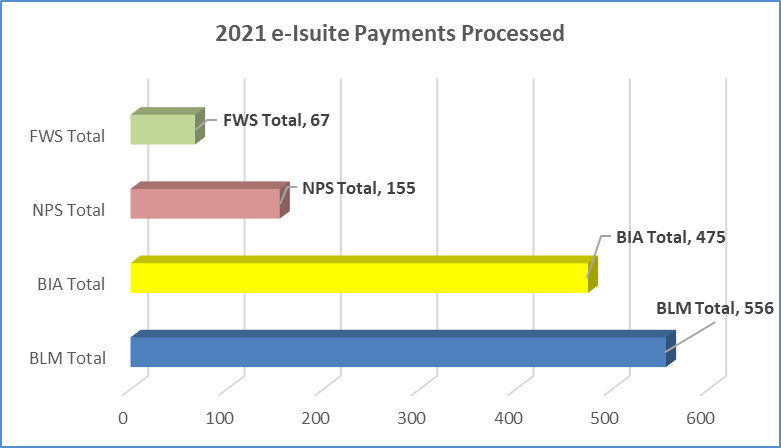 2021 e-Isuite Payments Processed
FWS Total
FWS Total, 67
NPS Total
NPS Total, 155
BIA Total
BIA Total, 475
BLM Total
BLM Total, 556
0 100 200 300 400 500 600